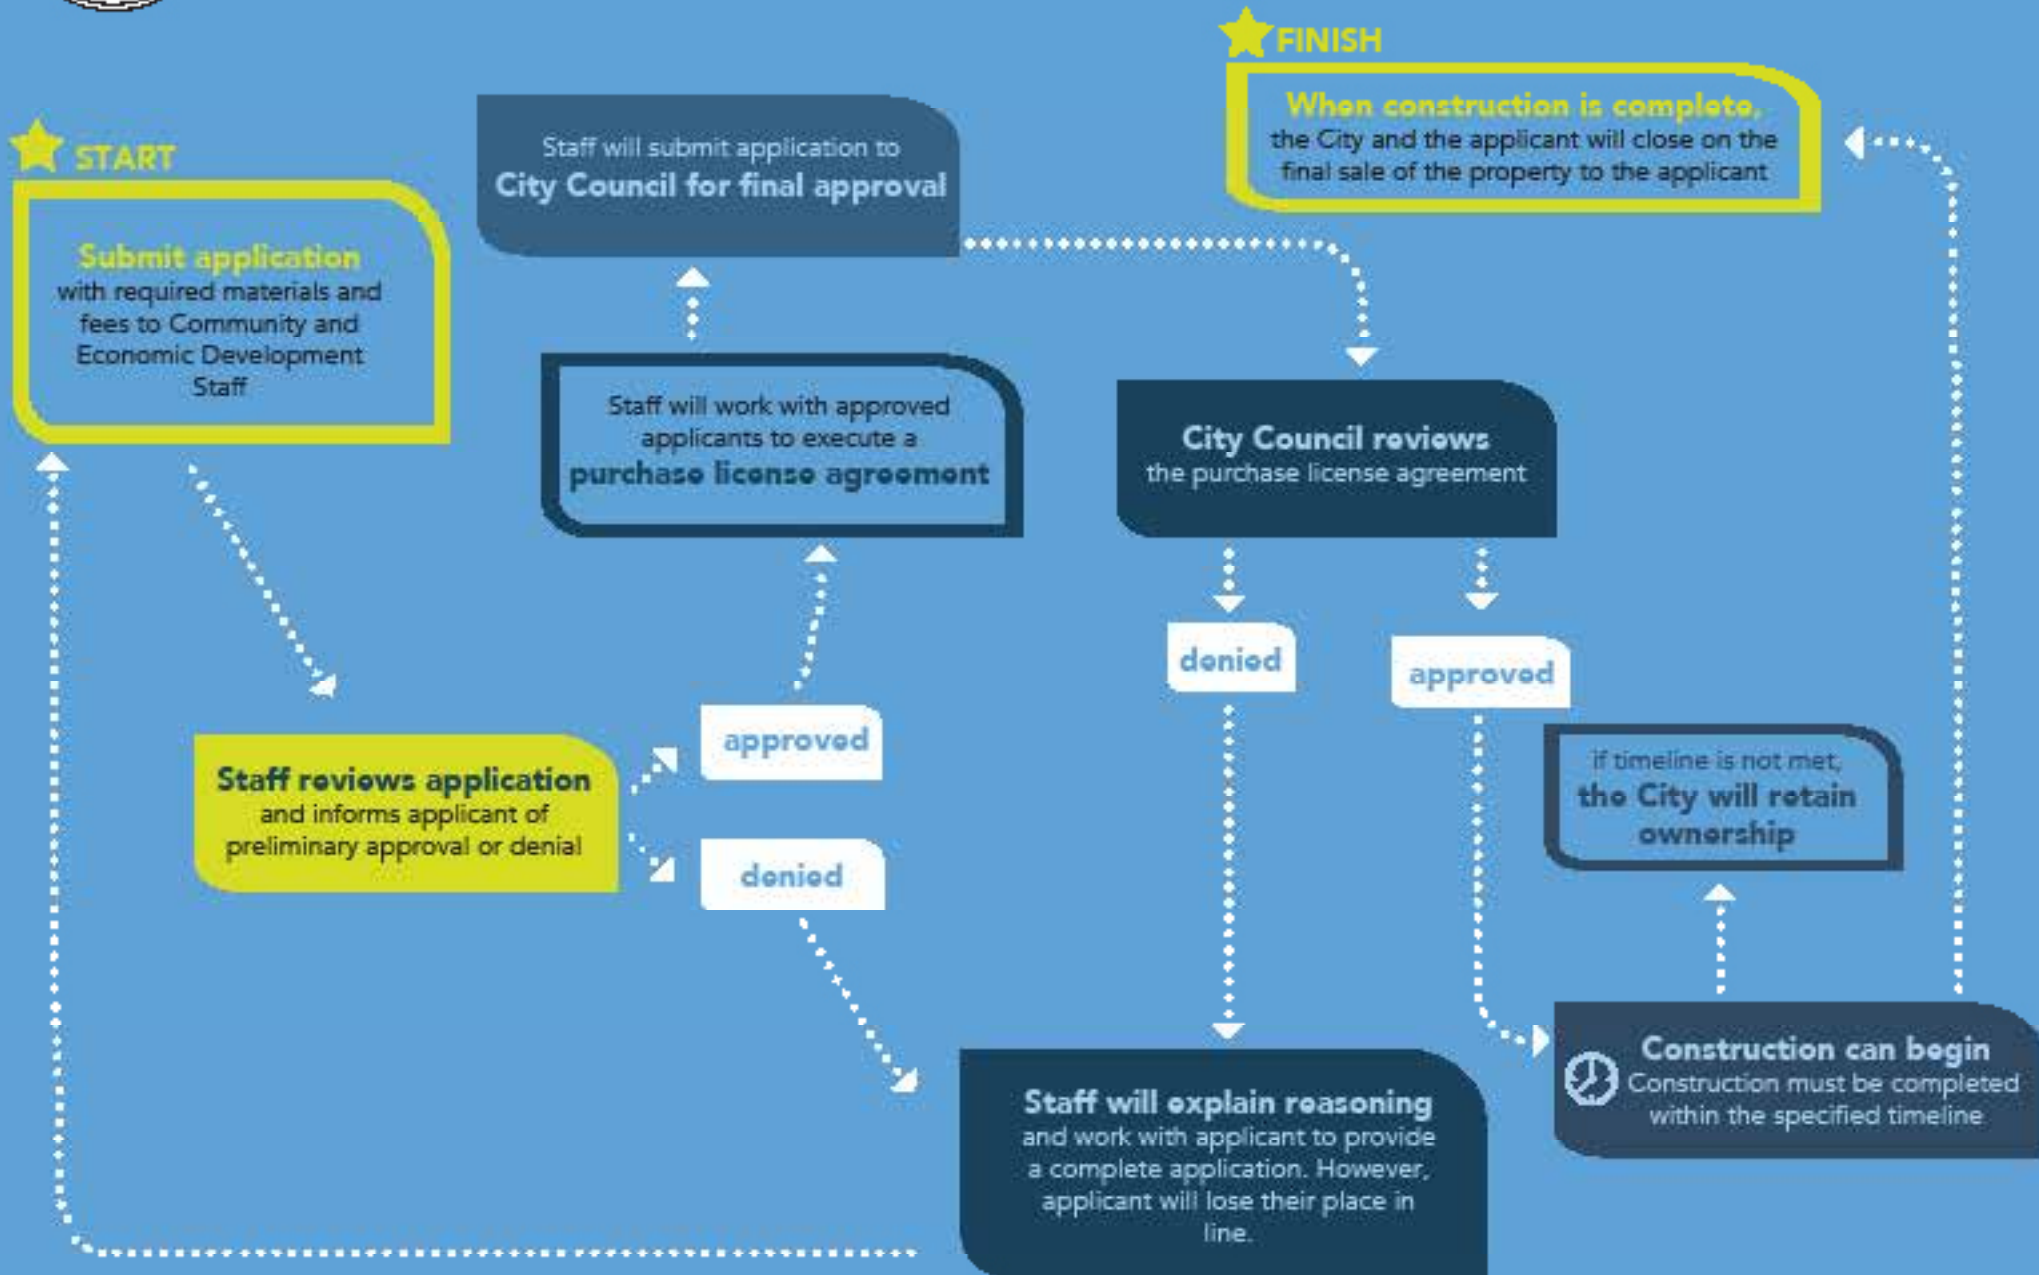 START
Submit application
with required materials and
fees to Community and
Economic Development
Staff
Staff reviews application
and informs applicant of
preliminary approval or denial
approved
denied
Staff will work with approved
applicants to execute a
purchase license agreement
Staff will submit application to
City Council for final approval
City Council reviews
the purchase license agreement
denied
approved
Staff will explain reasoning
and work with applicant to provide
a complete application. However,
applicant will lose their place in
line.
Construction can begin
Construction must be completed
within the specified timeline
if timeline is not met,
the City will retain
ownership
FINISH
When construction is complete,
the City and the applicant will close on the
final sale of the property to the applicant